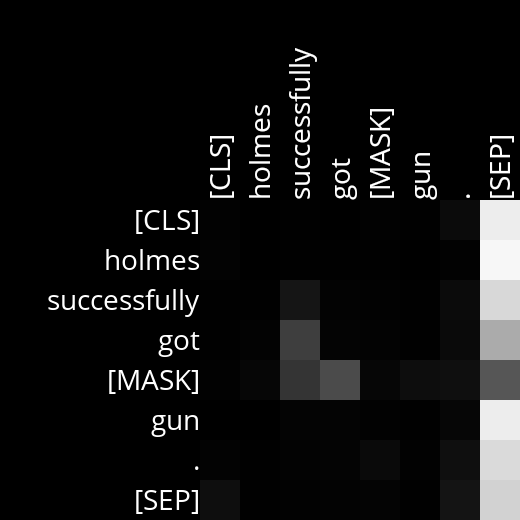 [CLS]
holmes
successfully
got
[MASK]
gun
.
[SEP]
[CLS]
holmes
successfully
got
[MASK]
gun
.
[SEP]